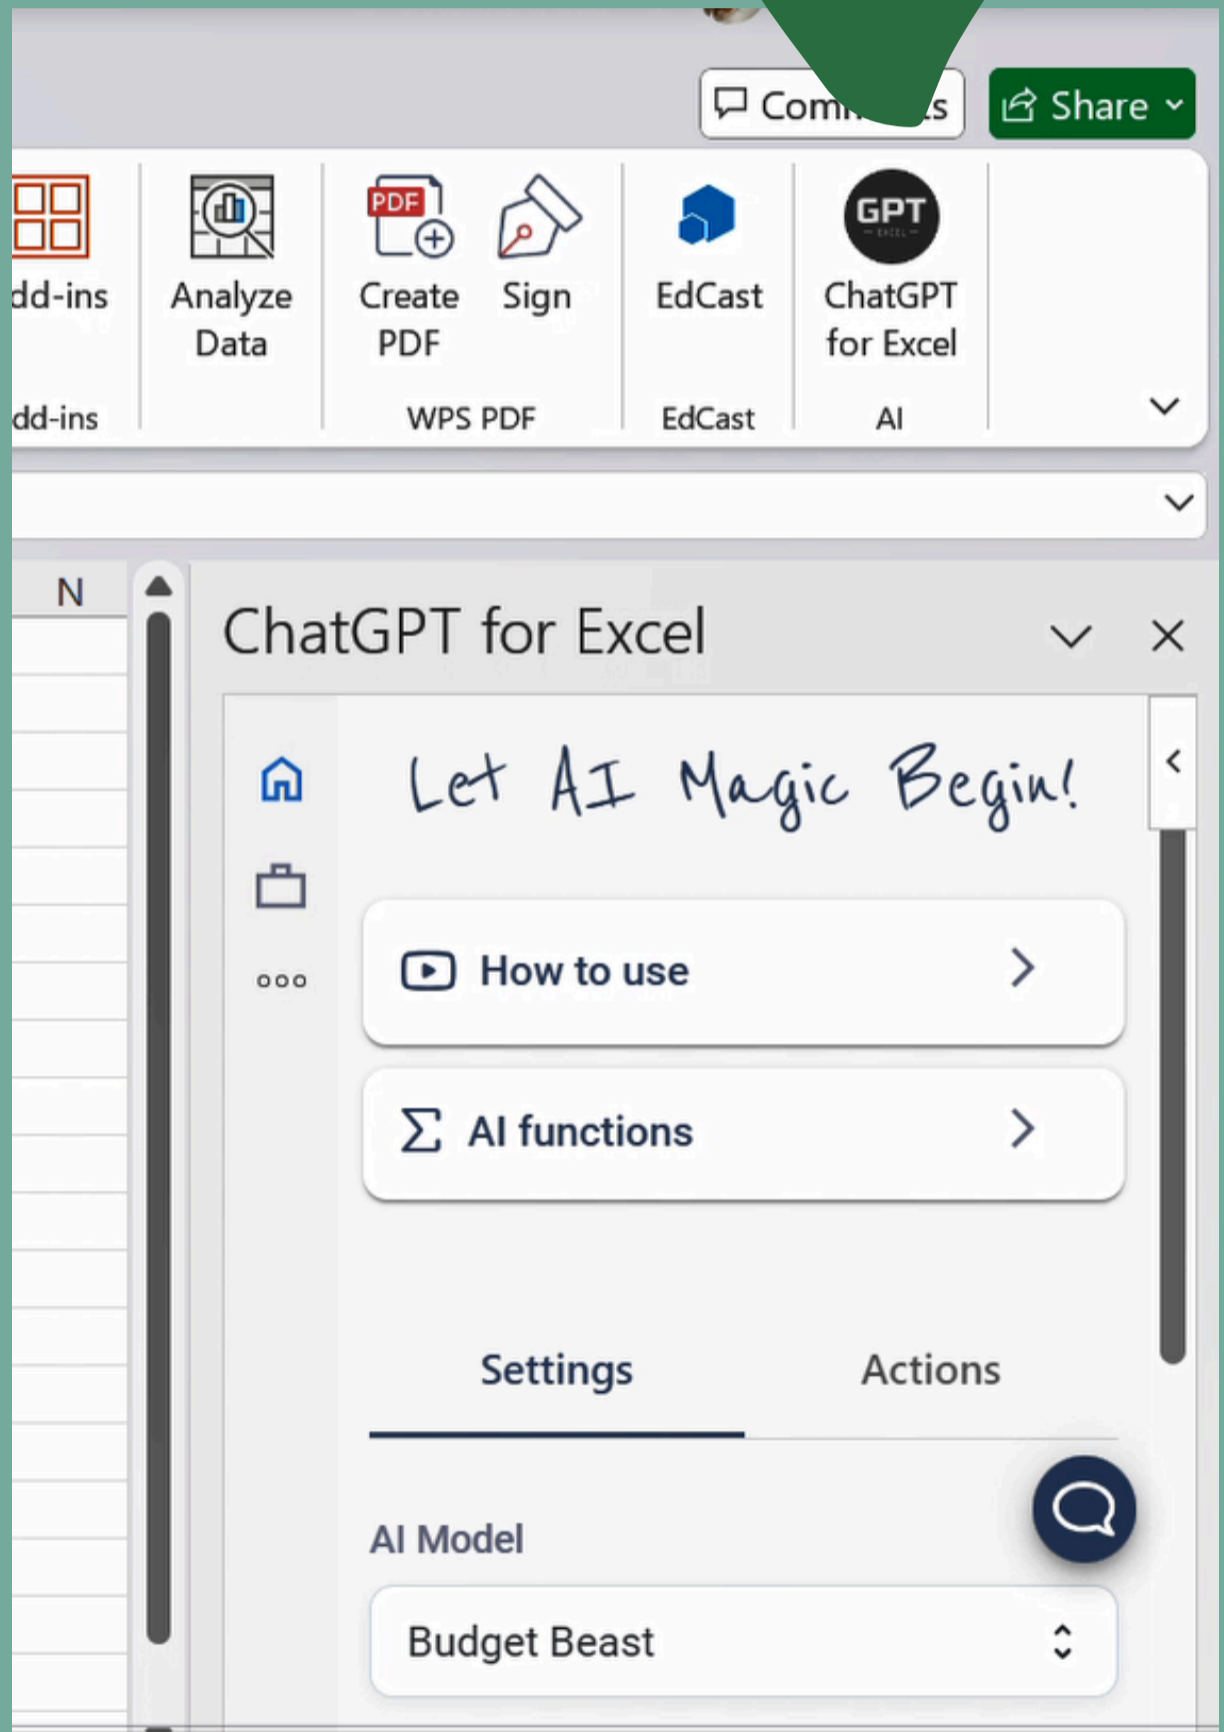 Share
PDF
GPT
EXCEL
dd-ins
Analyze
Data
Create
PDF
Sign
EdCast
ChatGPT
for Excel
dd-ins
WPS PDF
EdCast
AI
N
ChatGPT for Excel
Let AI Magic Begin!
How to use
AI functions
Settings
Actions
AI Model
Budget Beast